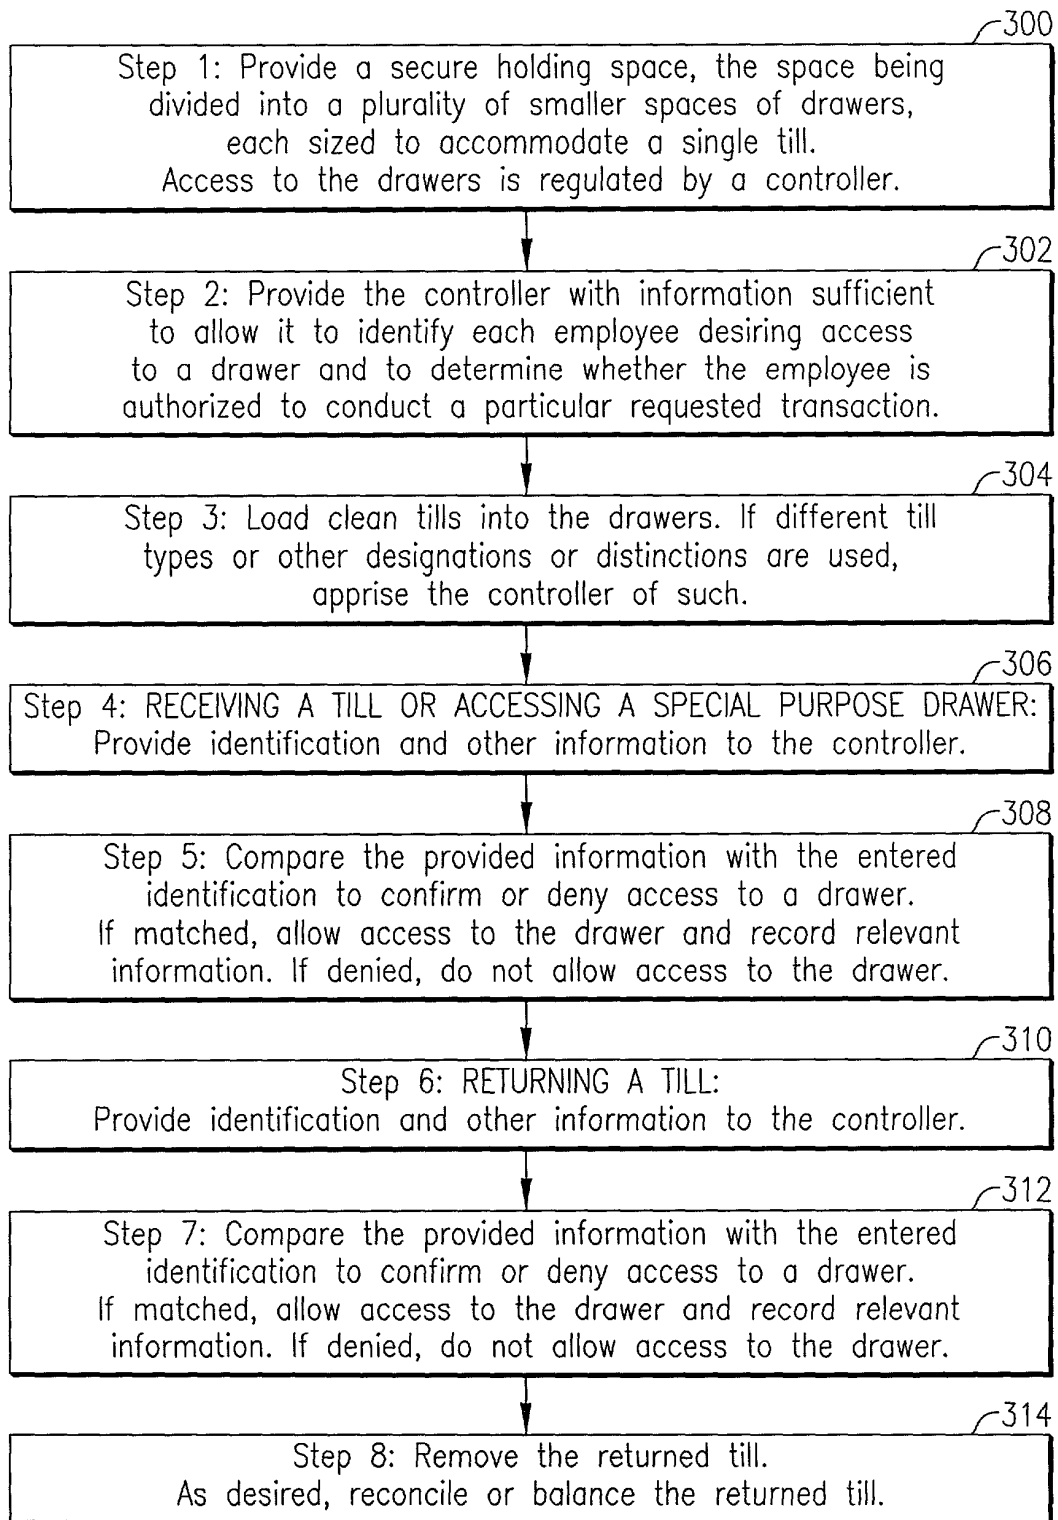 300
Step 1: Provide a secure holding space, the space being
divided into a plurality of smaller spaces of drawers,
each sized to accommodate a single till.
Access to the drawers is regulated by a controller.
302
Step 2: Provide the controller with information sufficient
to allow it to identify each employee desiring access
to a drawer and to determine whether the employee is
authorized to conduct a particular requested transaction.
304
Step 3: Load clean tills into the drawers. If different till
types or other designations or distinctions are used,
apprise the controller of such.
306
Step 4: RECEIVING A TILL OR ACCESSING A SPECIAL PURPOSE DRAWER:
Provide identification and other information to the controller.
308
Step 5: Compare the provided information with the entered
identification to confirm or deny access to a drawer.
If matched, allow access to the drawer and record relevant
information. If denied, do not allow access to the drawer.
310
Step 6: RETURNING A TILL:
Provide identification and other information to the controller.
312
Step 7: Compare the provided information with the entered
identification to confirm or deny access to a drawer.
If matched, allow access to the drawer and record relevant
information. If denied, do not allow access to the drawer.
314
Step 8: Remove the returned till.
As desired, reconcile or balance the returned till.